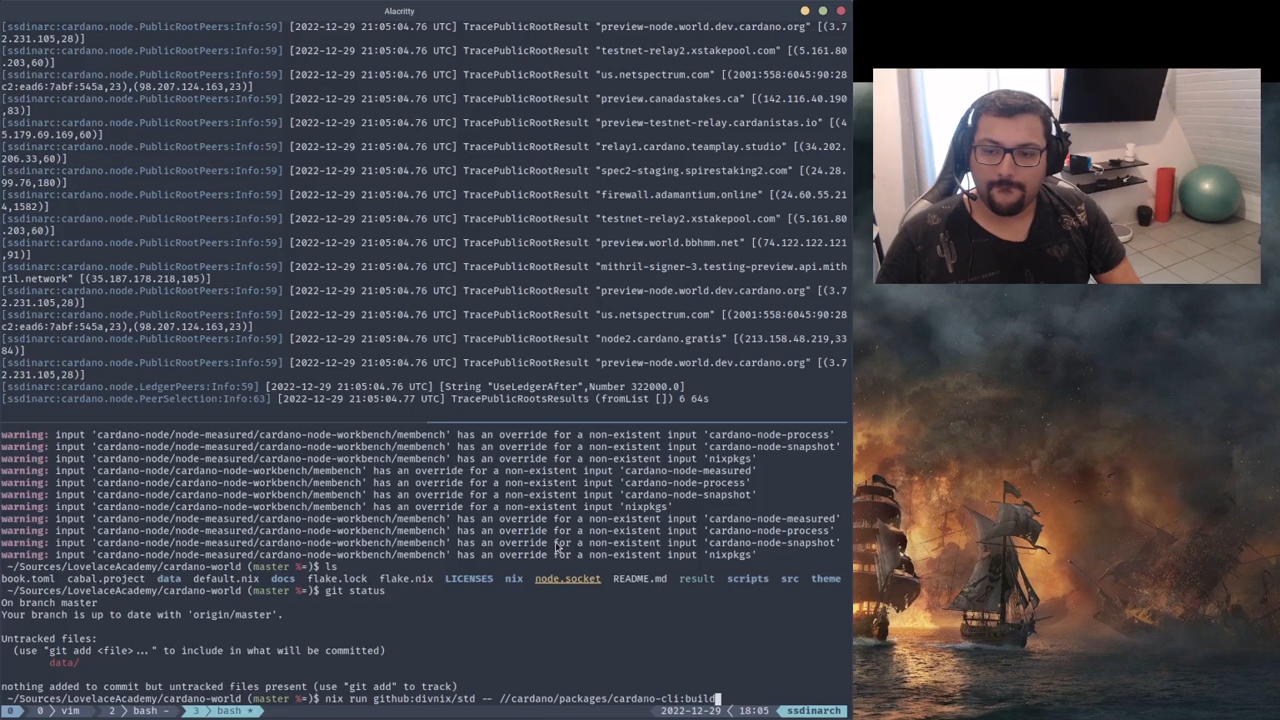 Alacritty
[ssdinarc:cardano.node.PublicRootPeers:Info:59] [2022-12-29 21:05:04.76 UTC] TracePublicRootResult "preview-node.world.dev.cardano.org" [(3.7
2.231.105,28)]
[ssdinarc:cardano.node.PublicRootPeers:Info:59] [2022-12-29 21:05:04.76 UTC] TracePublicRootResult "testnet-relay2.xstakepool.com" [(5.161.80
.203,60)]
[ssdinarc:cardano.node.PublicRootPeers:Info:59] [2022-12-29 21:05:04.76 UTC] TracePublicRootResult "us.netspectrum.com" [(2001:558:6045:90:28
c2:ead6:7abf:545a,23),(98.207.124.163,23)]
[ssdinarc:cardano.node.PublicRootPeers:Info:59] [2022-12-29 21:05:04.76 UTC] TracePublicRootResult "preview.canadastakes.ca" [(142.116.40.190
,83)]
[ssdinarc:cardano.node.PublicRootPeers:Info:59] [2022-12-29 21:05:04.76 UTC] TracePublicRootResult "preview-testnet-relay.cardanistas.io" [(4
5.179.69.169,60)]
[ssdinarc:cardano.node.PublicRootPeers:Info:59] [2022-12-29 21:05:04.76 UTC] TracePublicRootResult "relay1.cardano.teamplay.studio" [(34.202.
206.33,60)]
[ssdinarc:cardano.node.PublicRootPeers:Info:59] [2022-12-29 21:05:04.76 UTC] TracePublicRootResult "spec2-staging.spirestaking2.com" [(24.28.
99.76,180)]
[ssdinarc:cardano.node.PublicRootPeers:Info:59] [2022-12-29 21:05:04.76 UTC] TracePublicRootResult "firewall.adamantium.online" [(24.60.55.21
4,1582)]
[ssdinarc:cardano.node.PublicRootPeers:Info:59] [2022-12-29 21:05:04.76 UTC] TracePublicRootResult "testnet-relay2.xstakepool.com" [(5.161.80
.203,60)]
[ssdinarc:cardano.node.PublicRootPeers:Info:59] [2022-12-29 21:05:04.76 UTC] TracePublicRootResult "preview.world.bbhmm.net" [(74.122.122.121
,91)]
[ssdinarc:cardano.node.PublicRootPeers:Info:59] [2022-12-29 21:05:04.76 UTC] TracePublicRootResult "mithril-signer-3.testing-preview.api.mith
ril.network" [(35.187.178.218,105)]
[ssdinarc:cardano.node.PublicRootPeers:Info:59] [2022-12-29 21:05:04.76 UTC] TracePublicRootResult "preview-node.world.dev.cardano.org" [(3.7
2.231.105,28)]
[ssdinarc:cardano.node.PublicRootPeers:Info:59] [2022-12-29 21:05:04.76 UTC] TracePublicRootResult "us.netspectrum.com" [(2001:558:6045:90:28
c2:ead6:7abf:545a,23),(98.207.124.163,23)]
[ssdinarc:cardano.node.PublicRootPeers:Info:59] [2022-12-29 21:05:04.76 UTC] TracePublicRootResult "node2.cardano.gratis" [(213.158.48.219,33
84)]
[ssdinarc:cardano.node.PublicRootPeers:Info:59] [2022-12-29 21:05:04.76 UTC] TracePublicRootResult "preview-node.world.dev.cardano.org" [(3.7
2.231.105,28)]
[ssdinarc:cardano.node.LedgerPeers:Info:59] [2022-12-29 21:05:04.76 UTC] [String "UseLedgerAfter",Number 322000.0]
[ssdinarc:cardano.node.PeerSelection:Info:63] [2022-12-29 21:05:04.77 UTC] TracePublicRootsResults (fromList []) 6 64s
warning: input 'cardano-node/node-measured/cardano-node-workbench/membench' has an override for a non-existent input 'cardano-node-process'
warning: input 'cardano-node/node-measured/cardano-node-workbench/membench' has an override for a non-existent input 'cardano-node-snapshot'
warning: input 'cardano-node/node-measured/cardano-node-workbench/membench' has an override for a non-existent input 'nixpkgs'
warning: input 'cardano-node/cardano-node-workbench/membench' has an override for a non-existent input 'cardano-node-measured'
warning: input 'cardano-node/cardano-node-workbench/membench' has an override for a non-existent input 'cardano-node-process'
warning: input 'cardano-node/cardano-node-workbench/membench' has an override for a non-existent input 'cardano-node-snapshot'
warning: input 'cardano-node/cardano-node-workbench/membench' has an override for a non-existent input 'nixpkgs'
warning: input 'cardano-node/node-measured/cardano-node-workbench/membench' has an override for a non-existent input 'cardano-node-measured'
warning: input 'cardano-node/node-measured/cardano-node-workbench/membench' has an override for a non-existent input 'cardano-node-process'
warning: input 'cardano-node/node-measured/cardano-node-workbench/membench' has an override for a non-existent input 'cardano-node-snapshot'
warning: input 'cardano-node/node-measured/cardano-node-workbench/membench' has an override for a non-existent input 'nixpkgs'
~/Sources/LovelaceAcademy/cardano-world (master %=)$ ls
book.toml cabal.project data default.nix docs flake.lock flake.nix LICENSES nix node.socket README.md result scripts src theme
~/Sources/LovelaceAcademy/cardano-world (master %=)$ git status
On branch master
Your branch is up to date with 'origin/master'.
Untracked files:
(use "git add <file>..." to include in what will be committed)
data/
nothing added to commit but untracked files present (use "git add" to track)
~/Sources/LovelaceAcademy/cardano-world (master %=)$ nix run github:divnix/std -- //cardano/packages/cardano-cli:build
0 0 vim 2 bash - 3 bash * 2022-12-29 18:05 ssdinarch